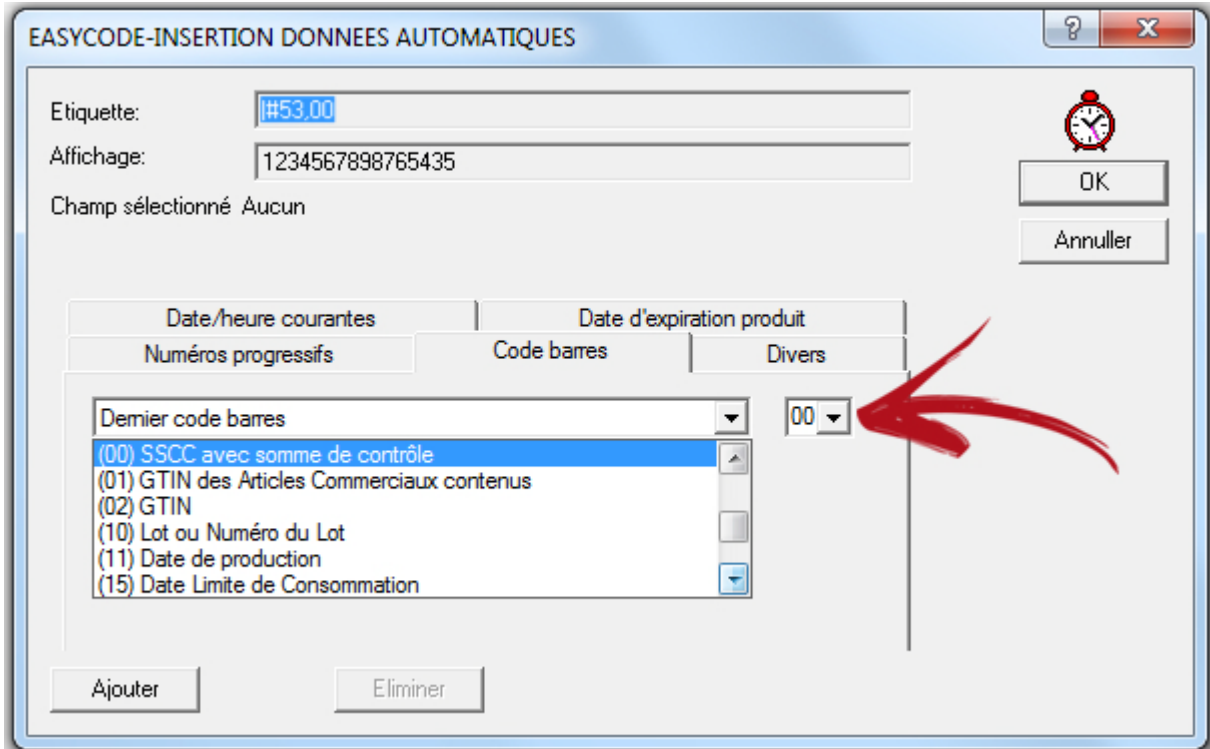 EASYCODE-INSERTION DONNEES AUTOMATIQUES
?
Etiquette: I#53,00
Affichage: 1234567898765435
OK
Champ sélectionné Aucun
Annuller
Date/heure courantes Date d'expiration produit
Numéros progressifs Code barres Divers
Dernier code barres 00
(00) SSCC avec somme de contrôle
(01) GTIN des Articles Commerciaux contenus
(02) GTIN
(10) Lot ou Numéro du Lot
(11) Date de production
(15) Date Limite de Consommation
Ajouter Eliminer